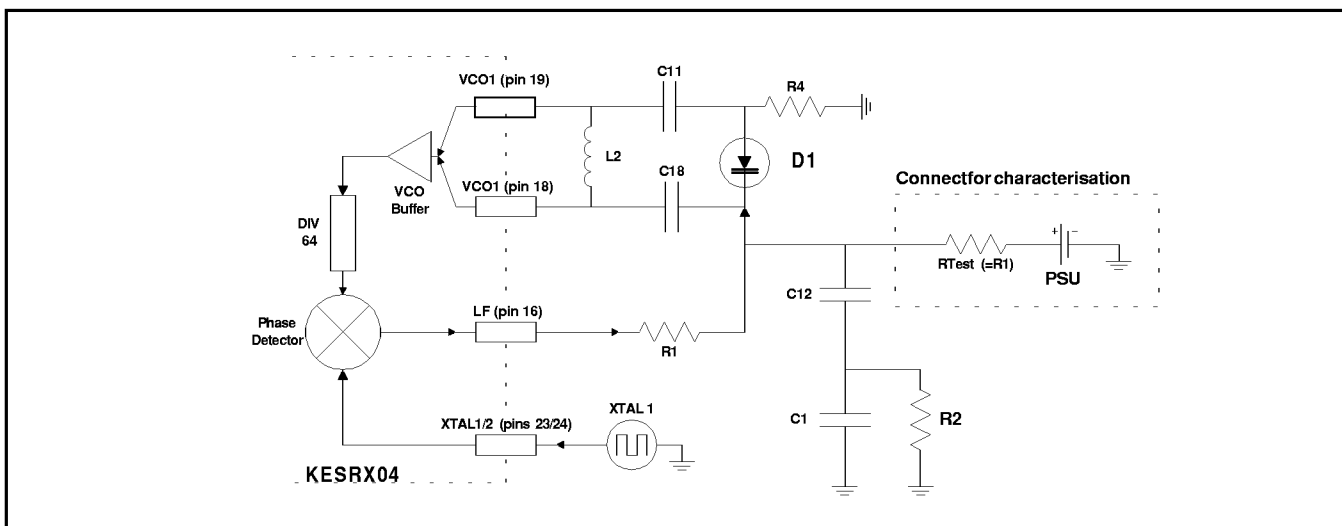 VCO1 (pin 19)
C11
R4
L2
D1
C18
VCO
Buffer
VCO1 (pin 18)
DIV
64
Connectfor characterisation
+ -
RTest (=R1)
PSU
C12
Phase
Detector
LF (pin 16)
R1
XTAL 1
C1
R2
XTAL1/2 (pins 23/24)
KESRX04